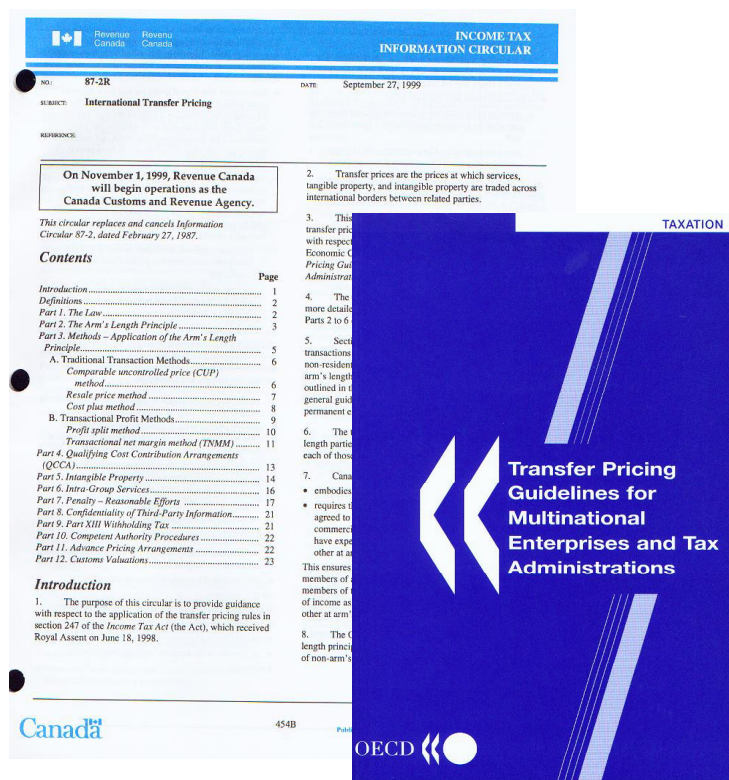 Revenue Revenu
Canada Canada
INCOME TAX
INFORMATION CIRCULAR
NO.: 87-2R
DATE: September 27, 1999
SUBJECT: International Transfer Pricing
REFERENCE:
On November 1, 1999, Revenue Canada
will begin operations as the
Canada Customs and Revenue Agency.
This circular replaces and cancels Information
Circular 87-2, dated February 27, 1987.
Contents
Page
Introduction 1
Definitions 2
Part 1. The Law 2
Part 2. The Arm's Length Principle 3
Part 3. Methods – Application of the Arm's Length
Principle 5
A. Traditional Transaction Methods 6
Comparable uncontrolled price (CUP)
method 6
Resale price method 7
Cost plus method 8
B. Transactional Profit Methods 9
Profit split method 10
Transactional net margin method (TNMM) 11
Part 4. Qualifying Cost Contribution Arrangements
(QCCA) 13
Part 5. Intangible Property 14
Part 6. Intra-Group Services 16
Part 7. Penalty – Reasonable Efforts 17
Part 8. Confidentiality of Third-Party Information 21
Part 9. Part XIII Withholding Tax 21
Part 10. Competent Authority Procedures 22
Part 11. Advance Pricing Arrangements 22
Part 12. Customs Valuations 23
Introduction
1. The purpose of this circular is to provide guidance
with respect to the application of the transfer pricing rules in
section 247 of the Income Tax Act (the Act), which received
Royal Assent on June 18, 1998.
2. Transfer prices are the prices at which services,
tangible property, and intangible property are traded across
international borders between related parties.
3. This
transfer pric
with respect
Economic C
Pricing Gui
Administrat
4. The
more detaile
Parts 2 to 6
5. Secti
transactions
non-resident
arm's length
outlined in t
general guid
permanent e
6. The
length partie
each of those
7. Cana
• embodies
• requires t
agreed to
commerci
have expe
other at ar
This ensures
members of a
members of
of income as
other at arm'
8. The C
length princip
of non-arm's
Canada
454B
Publi
TAXATION
Transfer Pricing
Guidelines for
Multinational
Enterprises and Tax
Administrations
OECD